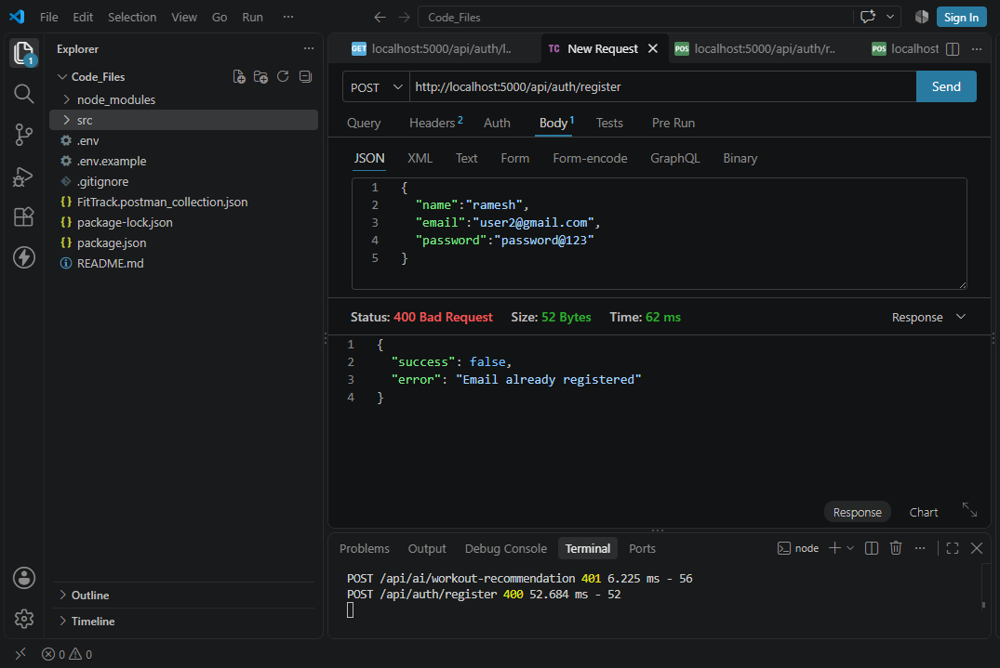 File Edit Selection View Go Run ··· Code_Files Sign In
Explorer ···
Code_Files
node_modules
src
.env
.env.example
.gitignore
{} FitTrack.postman_collection.json
{} package-lock.json
{} package.json
README.md
Outline
Timeline
1
GET localhost:5000/api/auth/l..
TC New Request
POS localhost:5000/api/auth/r..
POS localhost
POST http://localhost:5000/api/auth/register Send
Query Headers 2 Auth Body 1 Tests Pre Run
JSON XML Text Form Form-encode GraphQL Binary
1 {
2 "name":"ramesh",
3 "email":"user2@gmail.com",
4 "password":"password@123"
5 }
Status: 400 Bad Request Size: 52 Bytes Time: 62 ms Response
1 {
2 "success": false,
3 "error": "Email already registered"
4 }
Response Chart
Problems Output Debug Console Terminal Ports node
POST /api/ai/workout-recommendation 401 6.225 ms - 56
POST /api/auth/register 400 52.684 ms - 52
0 0